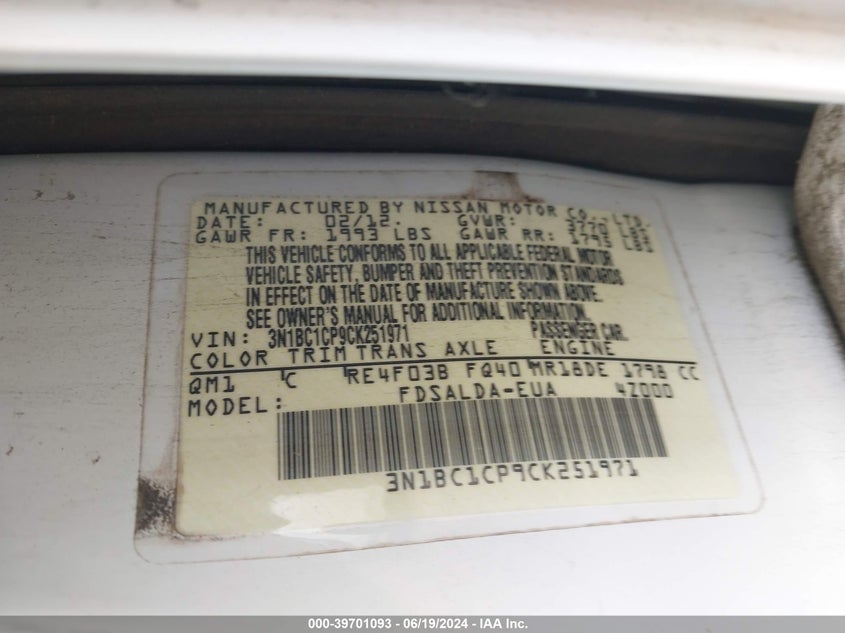 MANUFACTURED BY NISSAN MOTOR CO., LTD.
DATE: 02/12. GVWR: 3770 LBS
GAWR FR: 1993 LBS GAWR RR: 1795 LBS
THIS VEHICLE CONFORMS TO ALL APPLICABLE FEDERAL MOTOR
VEHICLE SAFETY, BUMPER AND THEFT PREVENTION STANDARDS
IN EFFECT ON THE DATE OF MANUFACTURE SHOWN ABOVE.
SEE OWNER'S MANUAL FOR ADDITIONAL INFORMATION.
VIN: 3N1BC1CP9CK251971 PASSENGER CAR.
COLOR TRIM TRANS AXLE ENGINE
QM1 C RE4F03B FQ40 MR18DE 1798 CC
MODEL: FDSALDA-EUA 4Z000
3N1BC1CP9CK251971
000-39701093 - 06/19/2024 - IAA Inc.